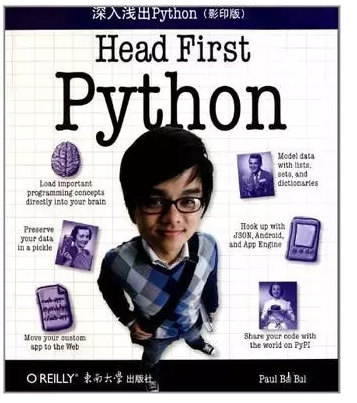 深入浅出Python（影印版）
Head First
Python
Load important
programming concepts
directly into your brain
Model data
with lists,
sets, and
dictionaries
Preserve
your data
in a pickle
Hook up with
JSON, Android,
and App Engine
Move your custom
app to the Web
Share your code with
the world on PyPI
O'REILLY®
东南大学出版社
Paul